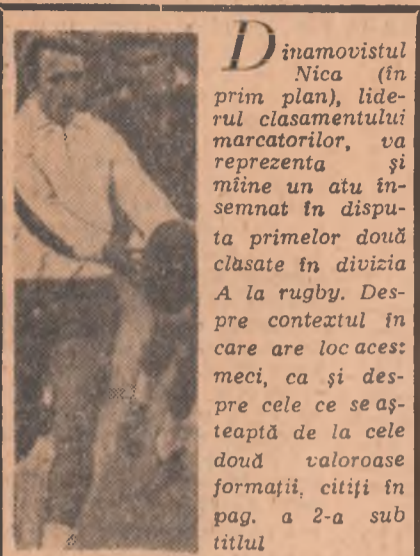 Dinamovistul
Nica (în
prim plan), lide-
rul clasamentului
marcatorilor, va
reprezenta și
mîine un atu în-
semnat în dispu-
ta primelor două
clasate în divizia
A la rugby. Des-
pre contextul în
care are loc acest
meci, ca și des-
pre cele ce se aș-
teaptă de la cele
două valoroase
formații, citiți în
pag. a 2-a sub
titlul